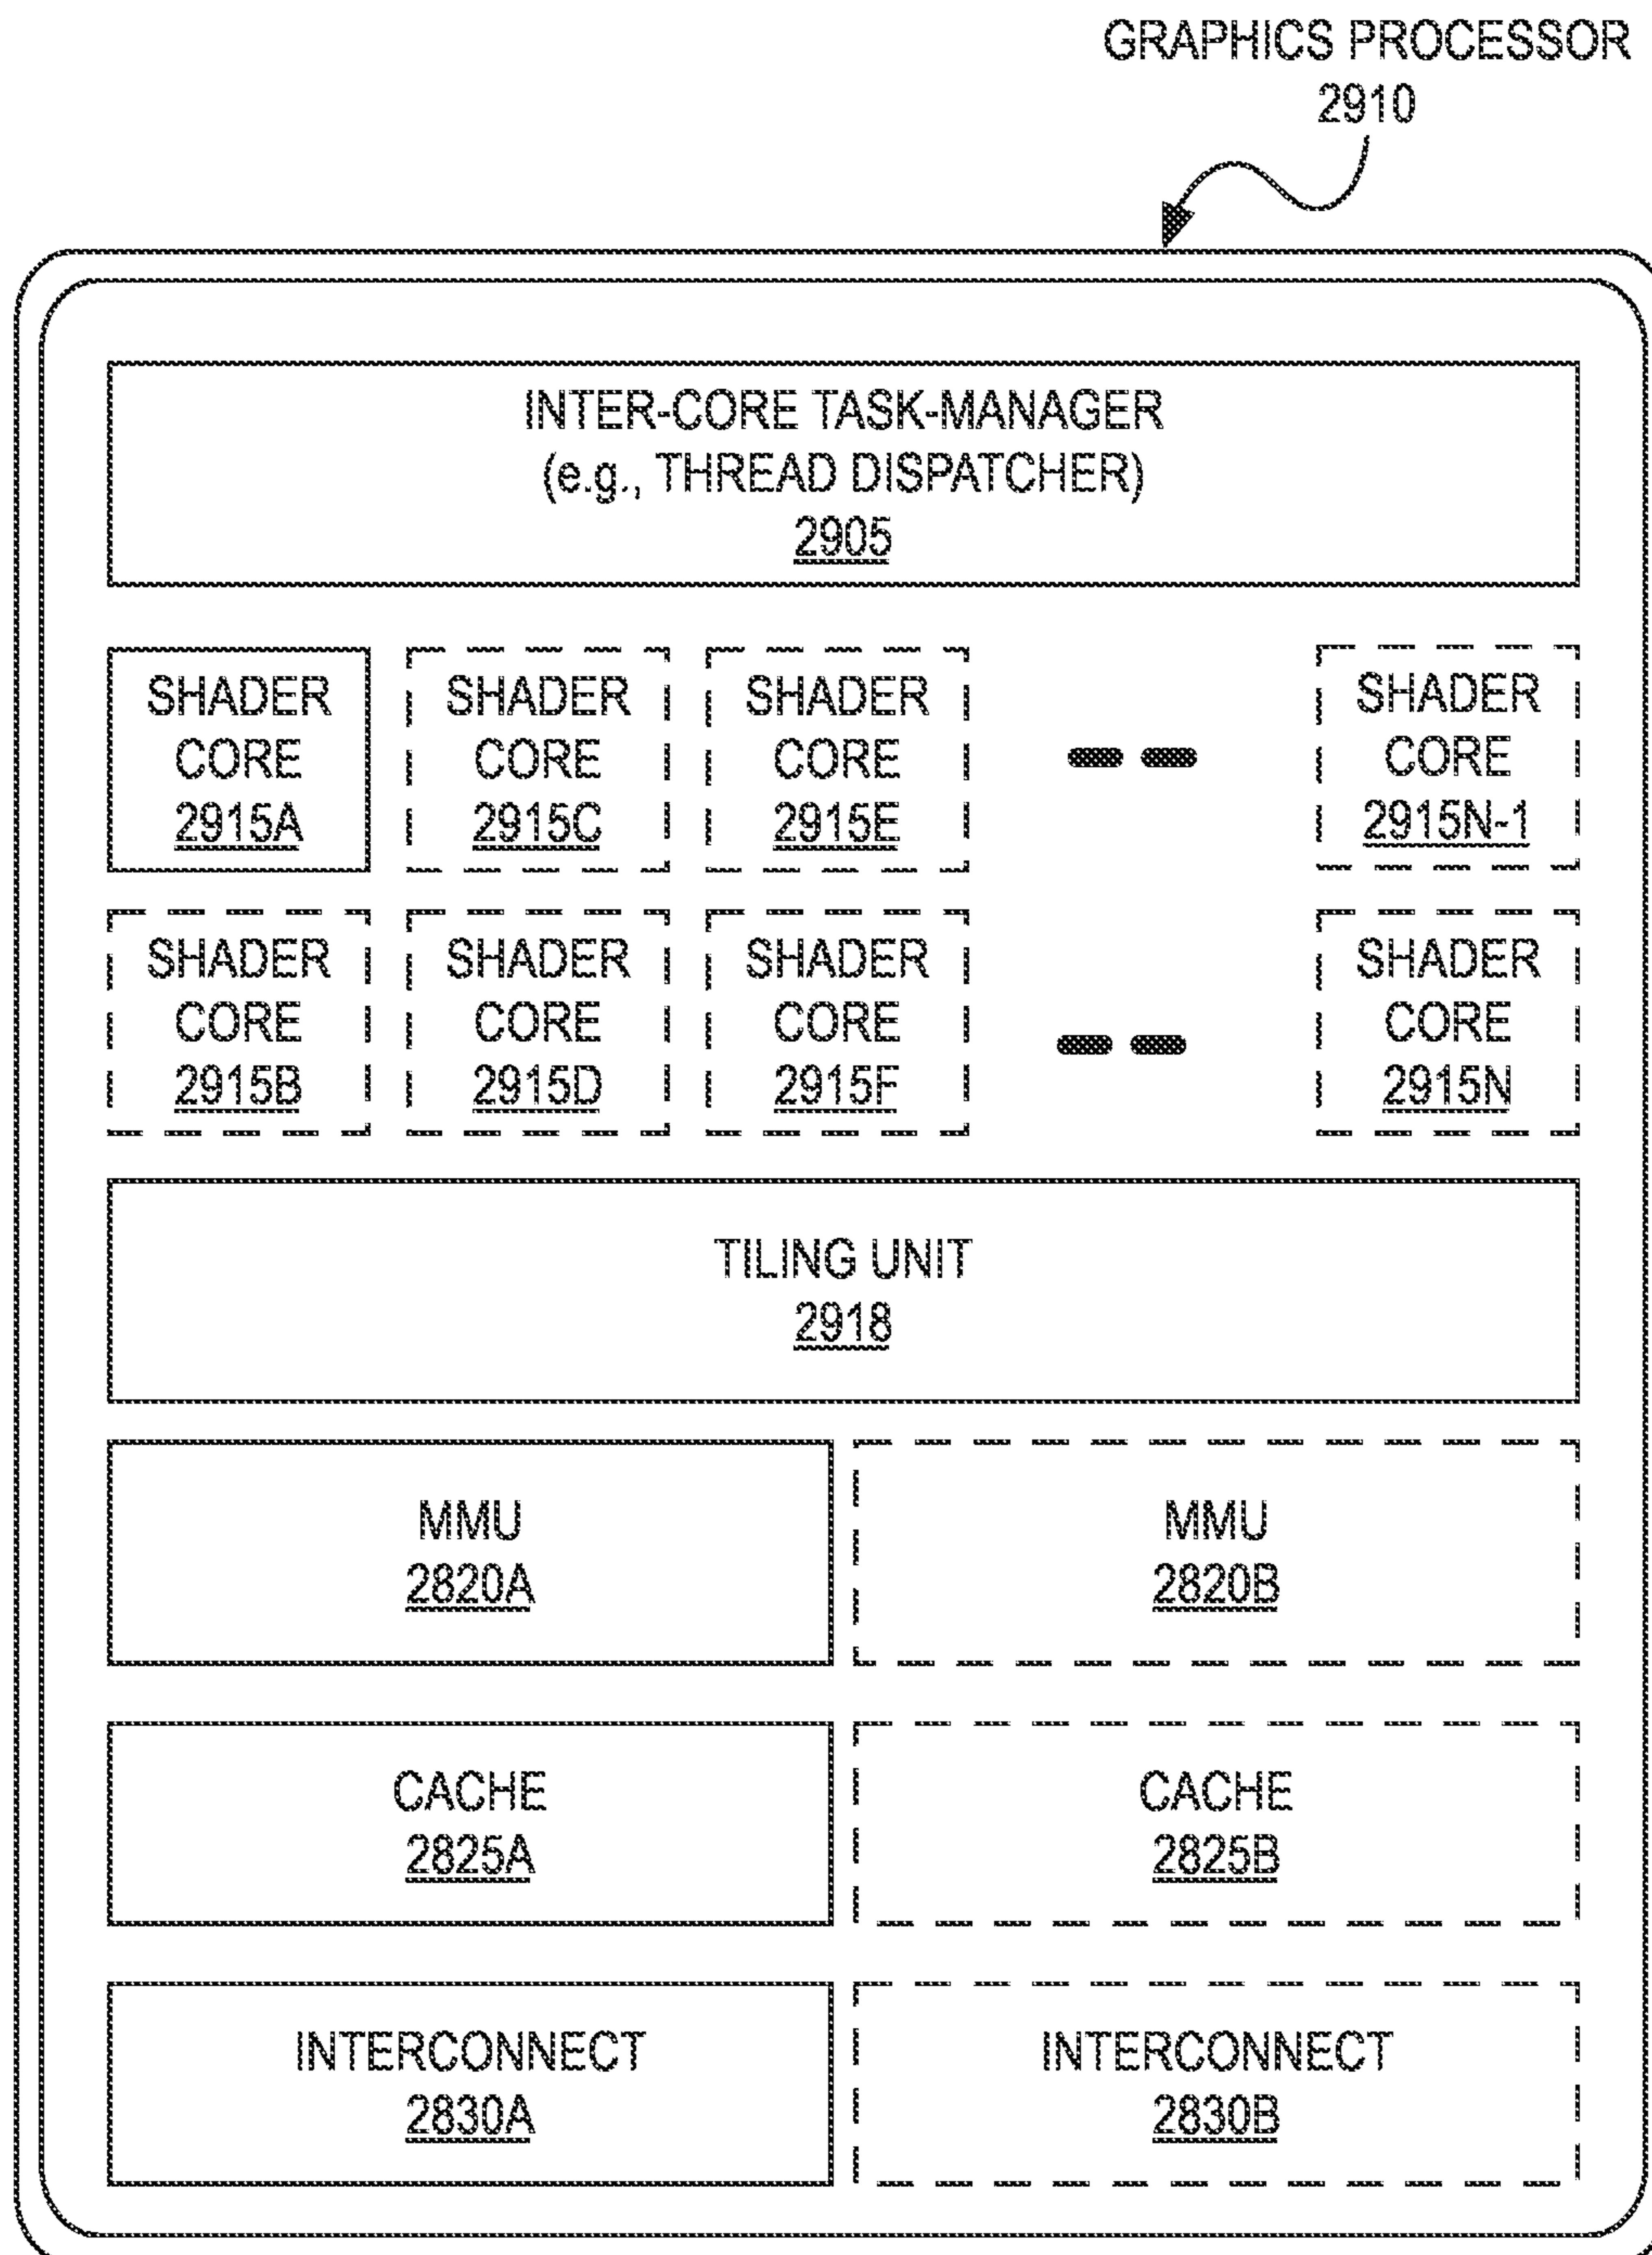 GRAPHICS PROCESSOR
2910
INTER-CORE TASK-MANAGER
(e.g., THREAD DISPATCHER)
2905
SHADER
CORE
2915A
SHADER
CORE
2915C
SHADER
CORE
2915E
SHADER
CORE
2915N-1
SHADER
CORE
2915B
SHADER
CORE
2915D
SHADER
CORE
2915F
SHADER
CORE
2915N
TILING UNIT
2918
MMU
2820A
MMU
2820B
CACHE
2825A
CACHE
2825B
INTERCONNECT
2830A
INTERCONNECT
2830B